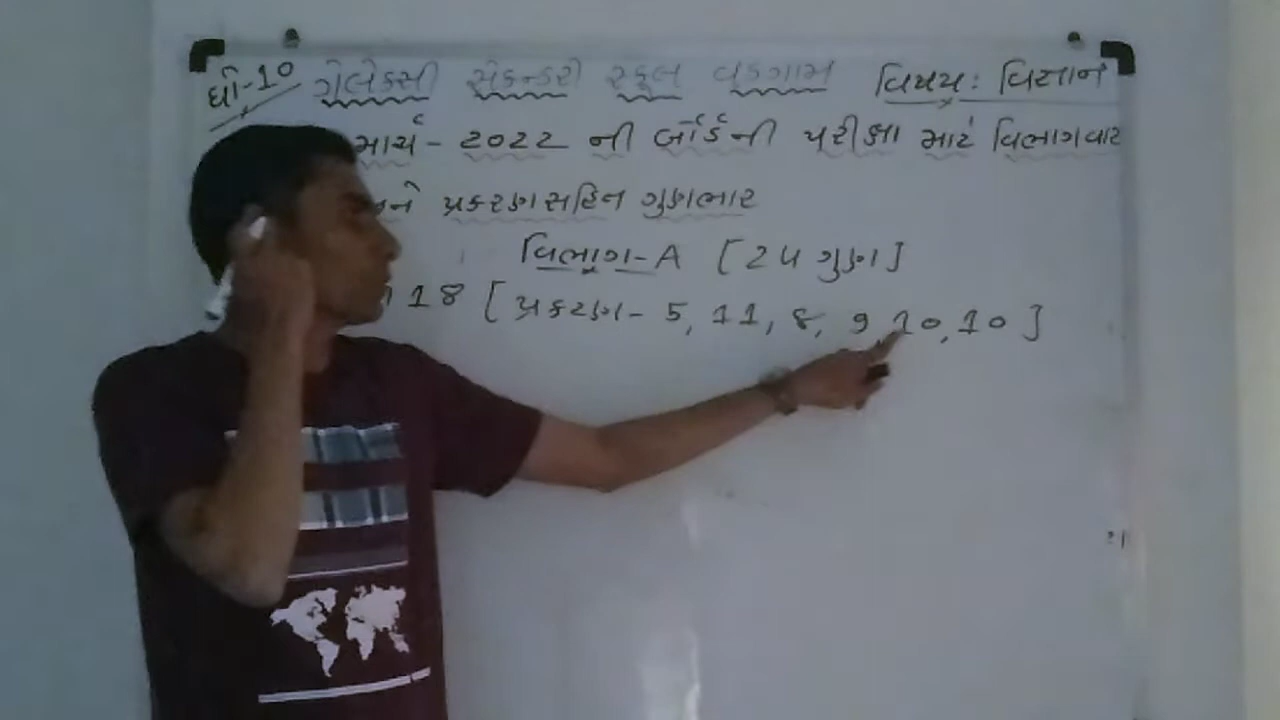 ધો-10 ગેલેક્સી સેકન્ડરી સ્કૂલ વડગામ વિષય: વિજ્ઞાન
માર્ચ - 2022 ની બૉર્ડની પરીક્ષા માટે વિભાગવાર
ને પ્રકરણસહિત ગુણભાર
વિભાગ-A [24 ગુણ]
18 [પ્રકરણ- 5, 11, 8, 9 10, 10]